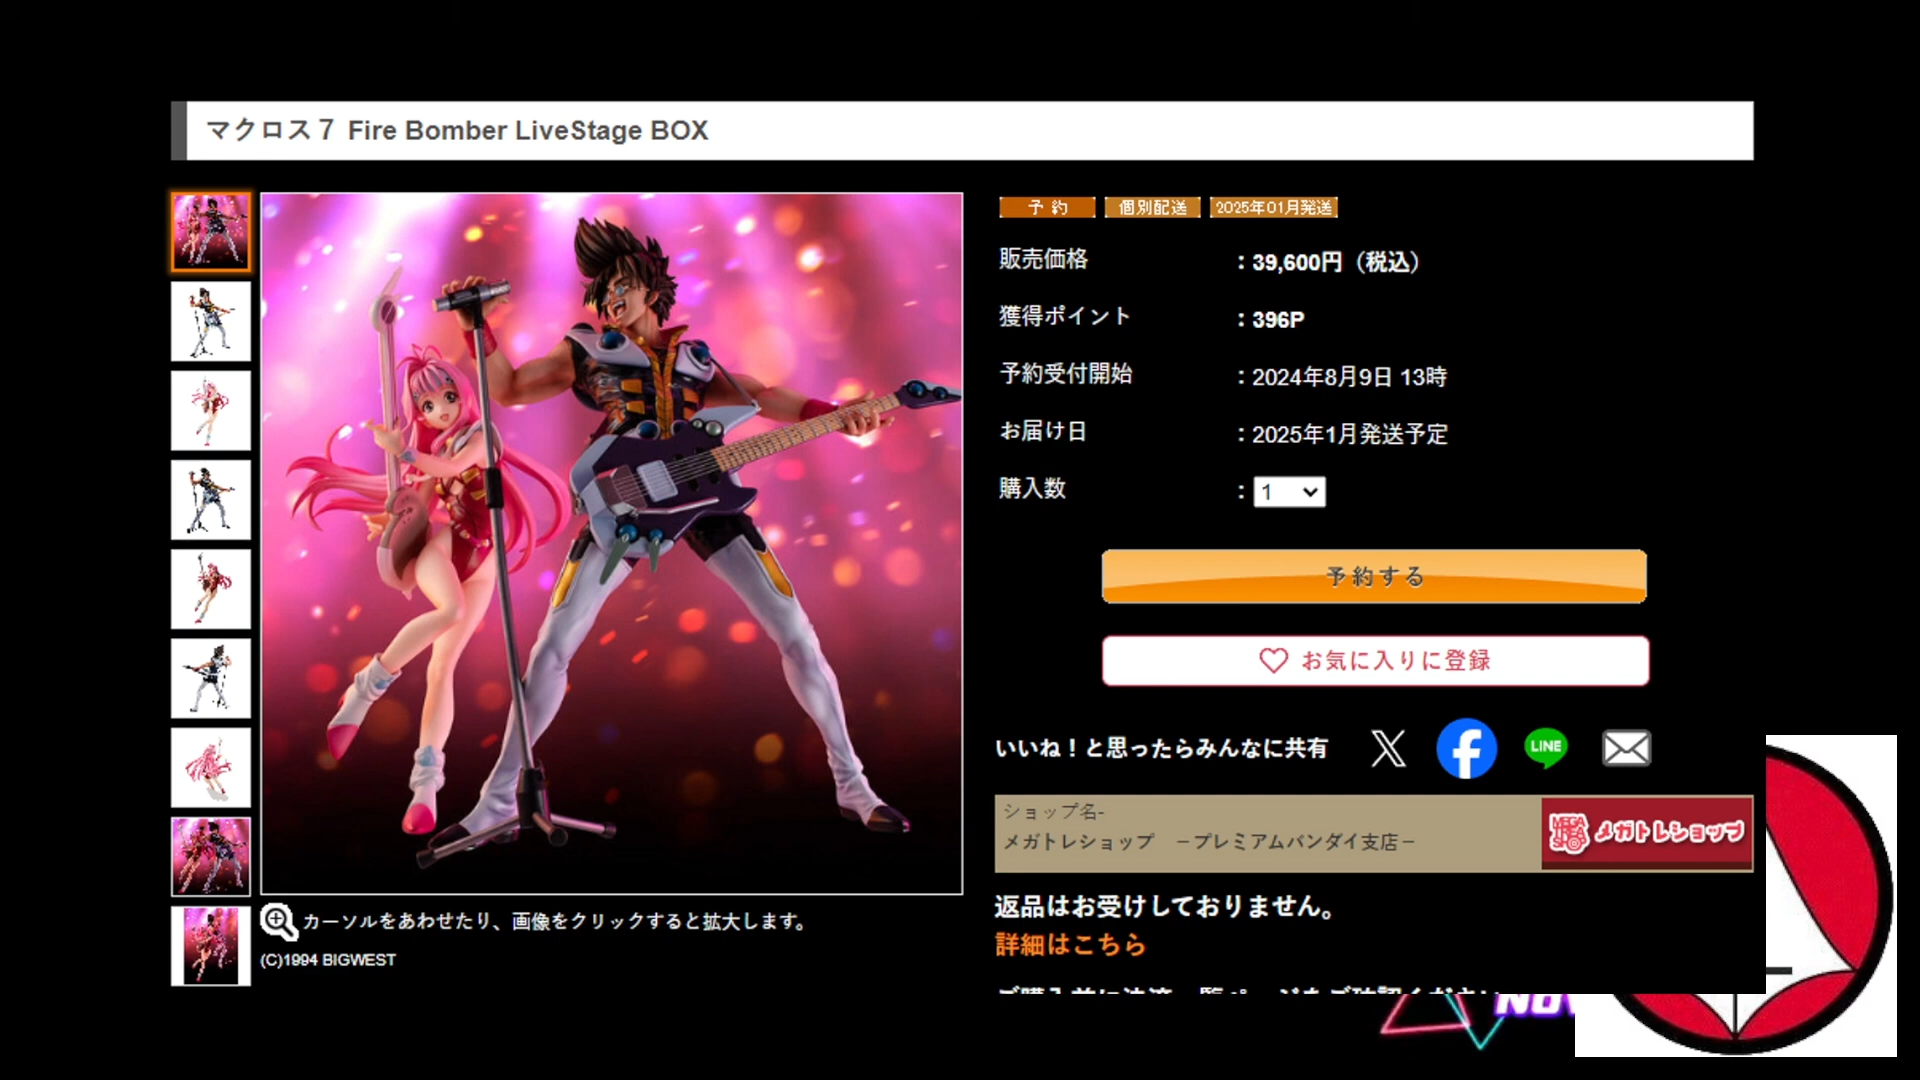 マクロス７ Fire Bomber LiveStage BOX
予約 個別配送 2025年01月発送
販売価格 : 39,600円（税込）
獲得ポイント : 396P
予約受付開始 : 2024年8月9日 13時
お届け日 : 2025年1月発送予定
購入数 : 1
予約する
お気に入りに登録
いいね！と思ったらみんなに共有
LINE
ショップ名-
メガトレショップ －プレミアムバンダイ支店－
メガトレショップ
返品はお受けしておりません。
詳細はこちら
カーソルをあわせたり、画像をクリックすると拡大します。
(C)1994 BIGWEST